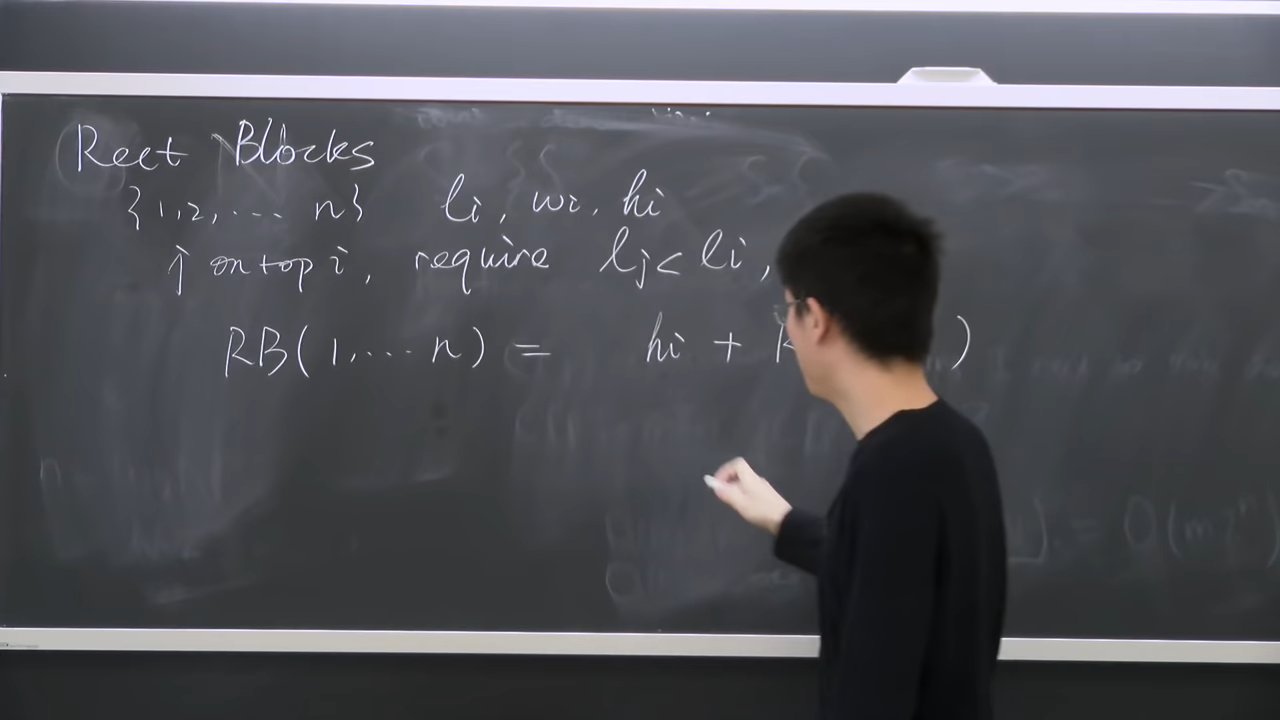 Rect Blocks
{1,2, ... n} li, wi, hi
j on top i, require lj < li,
RB(1, ... n) = hi + R )
] = O(m